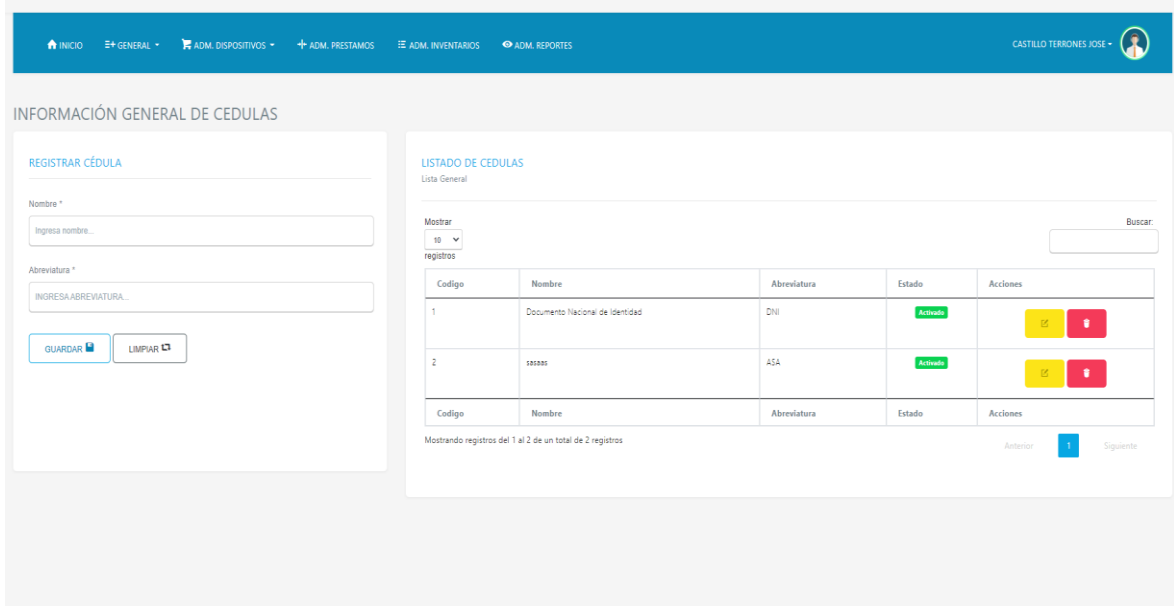 INICIO GENERAL ADM. DISPOSITIVOS ADM. PRESTAMOS ADM. INVENTARIOS ADM. REPORTES CASTILLO TERRONES JOSE
INFORMACIÓN GENERAL DE CEDULAS
REGISTRAR CÉDULA
Nombre *
Ingresa nombre...
Abreviatura *
INGRESA ABREVIATURA...
GUARDAR LIMPIAR
LISTADO DE CEDULAS
Lista General
Mostrar
10
registros
Buscar:
Codigo Nombre Abreviatura Estado Acciones
1 Documento Nacional de Identidad DNI Activado
2 sasaas ASA Activado
Codigo Nombre Abreviatura Estado Acciones
Mostrando registros del 1 al 2 de un total de 2 registros
Anterior 1 Siguiente